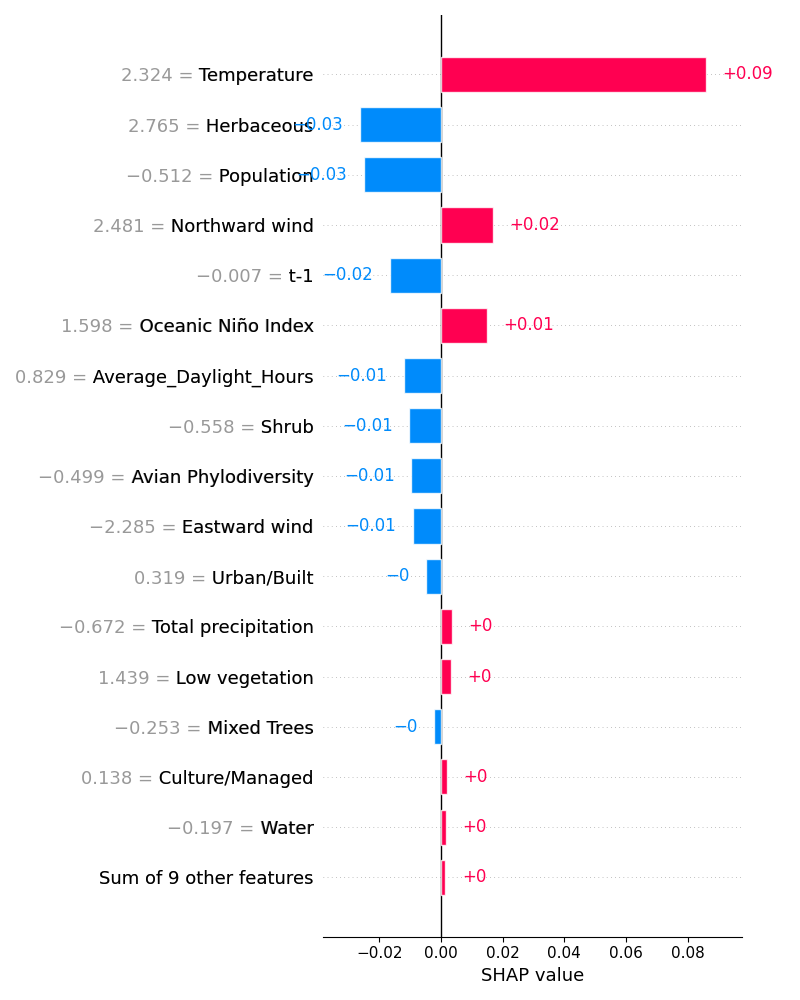 2.324 = Temperature +0.09
2.765 = Herbaceous −0.03
−0.512 = Population −0.03
2.481 = Northward wind +0.02
−0.007 = t-1 −0.02
1.598 = Oceanic Niño Index +0.01
0.829 = Average_Daylight_Hours −0.01
−0.558 = Shrub −0.01
−0.499 = Avian Phylodiversity −0.01
−2.285 = Eastward wind −0.01
0.319 = Urban/Built −0
−0.672 = Total precipitation +0
1.439 = Low vegetation +0
−0.253 = Mixed Trees −0
0.138 = Culture/Managed +0
−0.197 = Water +0
Sum of 9 other features +0
−0.02 0.00 0.02 0.04 0.06 0.08
SHAP value